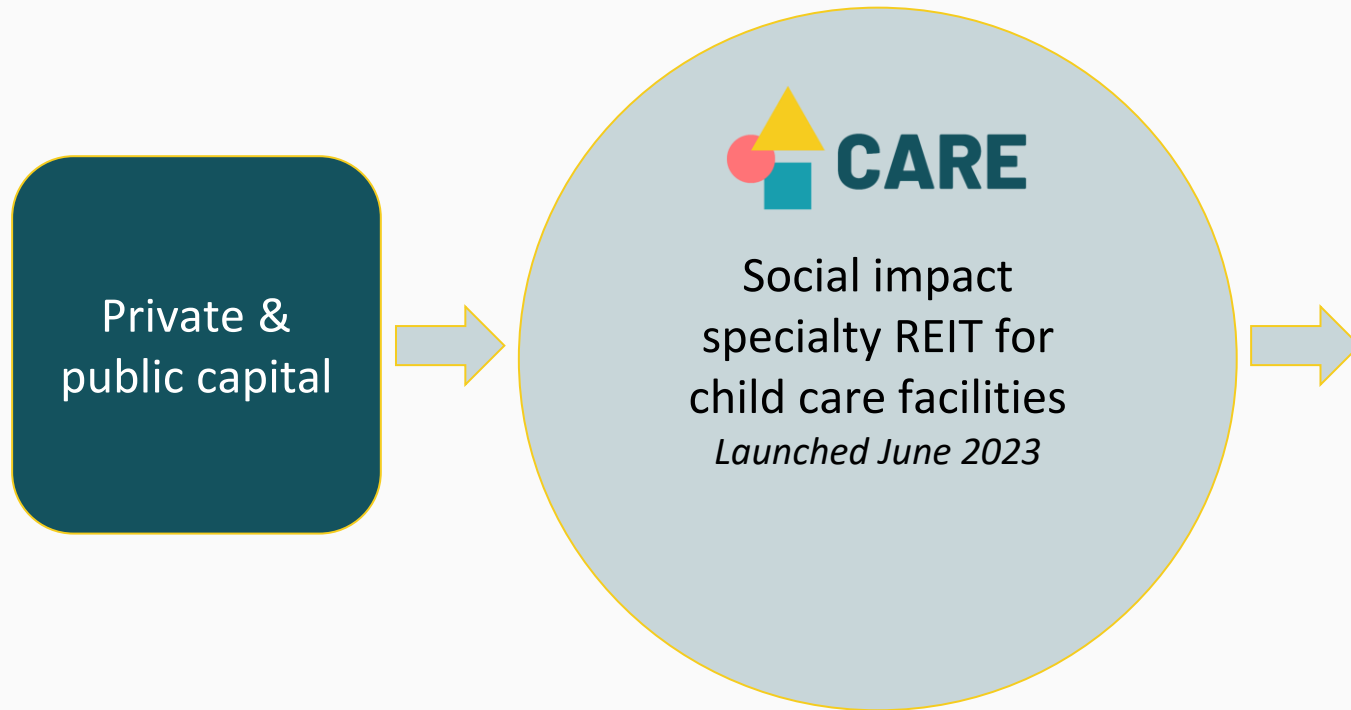 Private &
public capital
CARE
Social impact
specialty REIT for
child care facilities
Launched June 2023